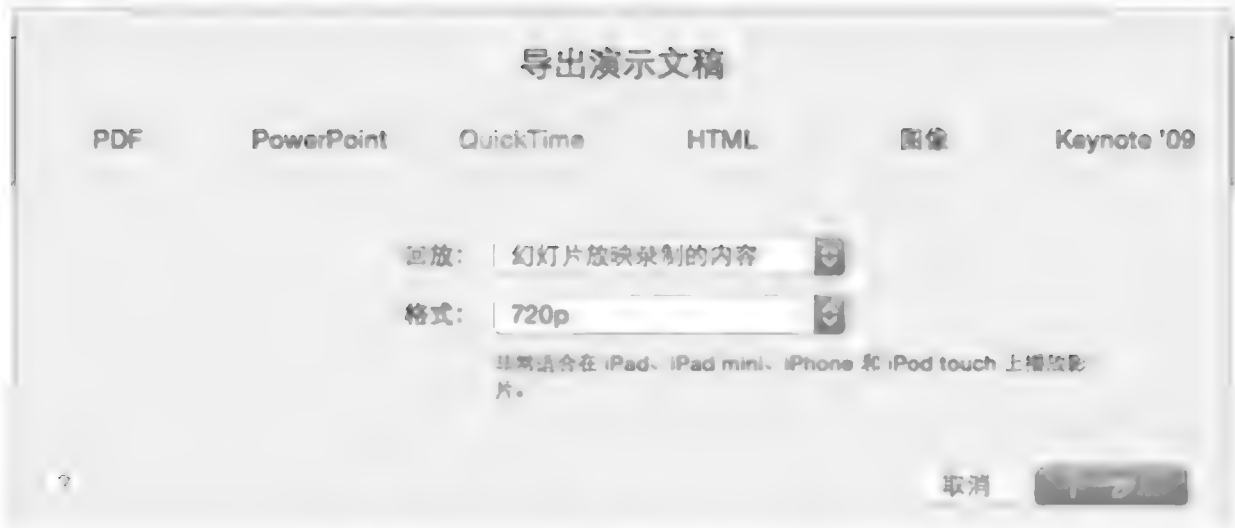 导出演示文稿
PDF PowerPoint QuickTime HTML 图像 Keynote '09
回放： 幻灯片放映录制的内容
格式： 720p
非常适合在 iPad、iPad mini、iPhone 和 iPod touch 上播放影
片。
? 取消